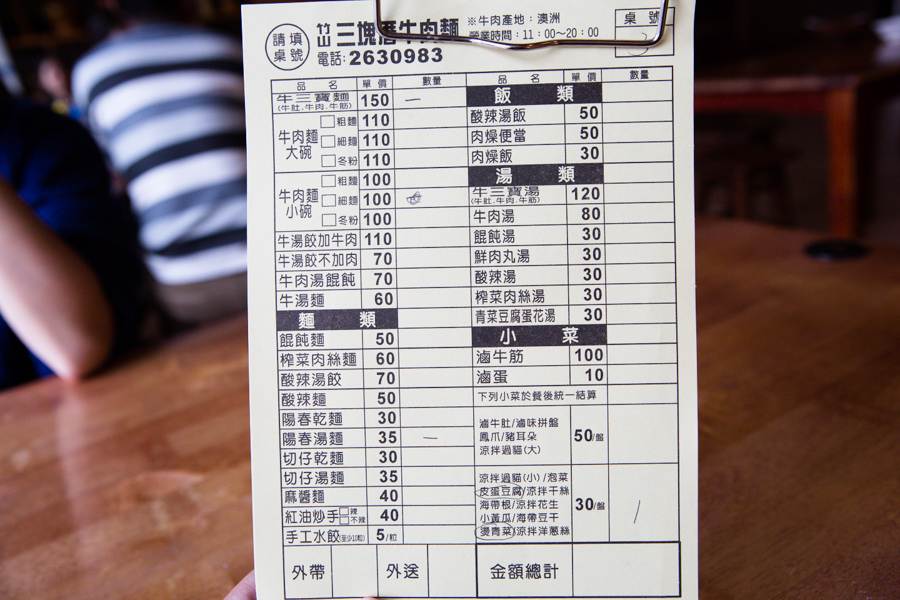 請填
桌號
竹山 三塊厝牛肉麵
電話:2630983
※牛肉產地：澳洲
營業時間：11：00～20：00
桌 號
3
品 名 單 價 數量
牛三寶麵 150 一
(牛肚.牛肉.牛筋)
牛肉麵 大碗
粗麵 110
細麵 110
冬粉 110
牛肉麵 小碗
粗麵 100
細麵 100
冬粉 100
牛湯餃加牛肉 110
牛湯餃不加肉 70
牛肉湯餛飩 70
牛湯麵 60
麵 類
餛飩麵 50
榨菜肉絲麵 60
酸辣湯餃 70
酸辣麵 50
陽春乾麵 30
陽春湯麵 35 一
切仔乾麵 30
切仔湯麵 35
麻醬麵 40
紅油炒手 辣 不辣 40
手工水餃(至少10粒) 5/粒
外帶 外送
品 名 單 價 數量
飯 類
酸辣湯飯 50
肉燥便當 50
肉燥飯 30
湯 類
牛三寶湯 120
(牛肚.牛肉.牛筋)
牛肉湯 80
餛飩湯 30
鮮肉丸湯 30
酸辣湯 30
榨菜肉絲湯 30
青菜豆腐蛋花湯 30
小 菜
滷牛筋 100
滷蛋 10
下列小菜於餐後統一結算
滷牛肚/滷味拼盤
鳳爪/豬耳朵
涼拌過貓(大)
50/盤
涼拌過貓(小)/泡菜
皮蛋豆腐/涼拌干絲
海帶根/涼拌花生
小黃瓜/海帶豆干
燙青菜/涼拌洋蔥絲
30/盤
金額總計